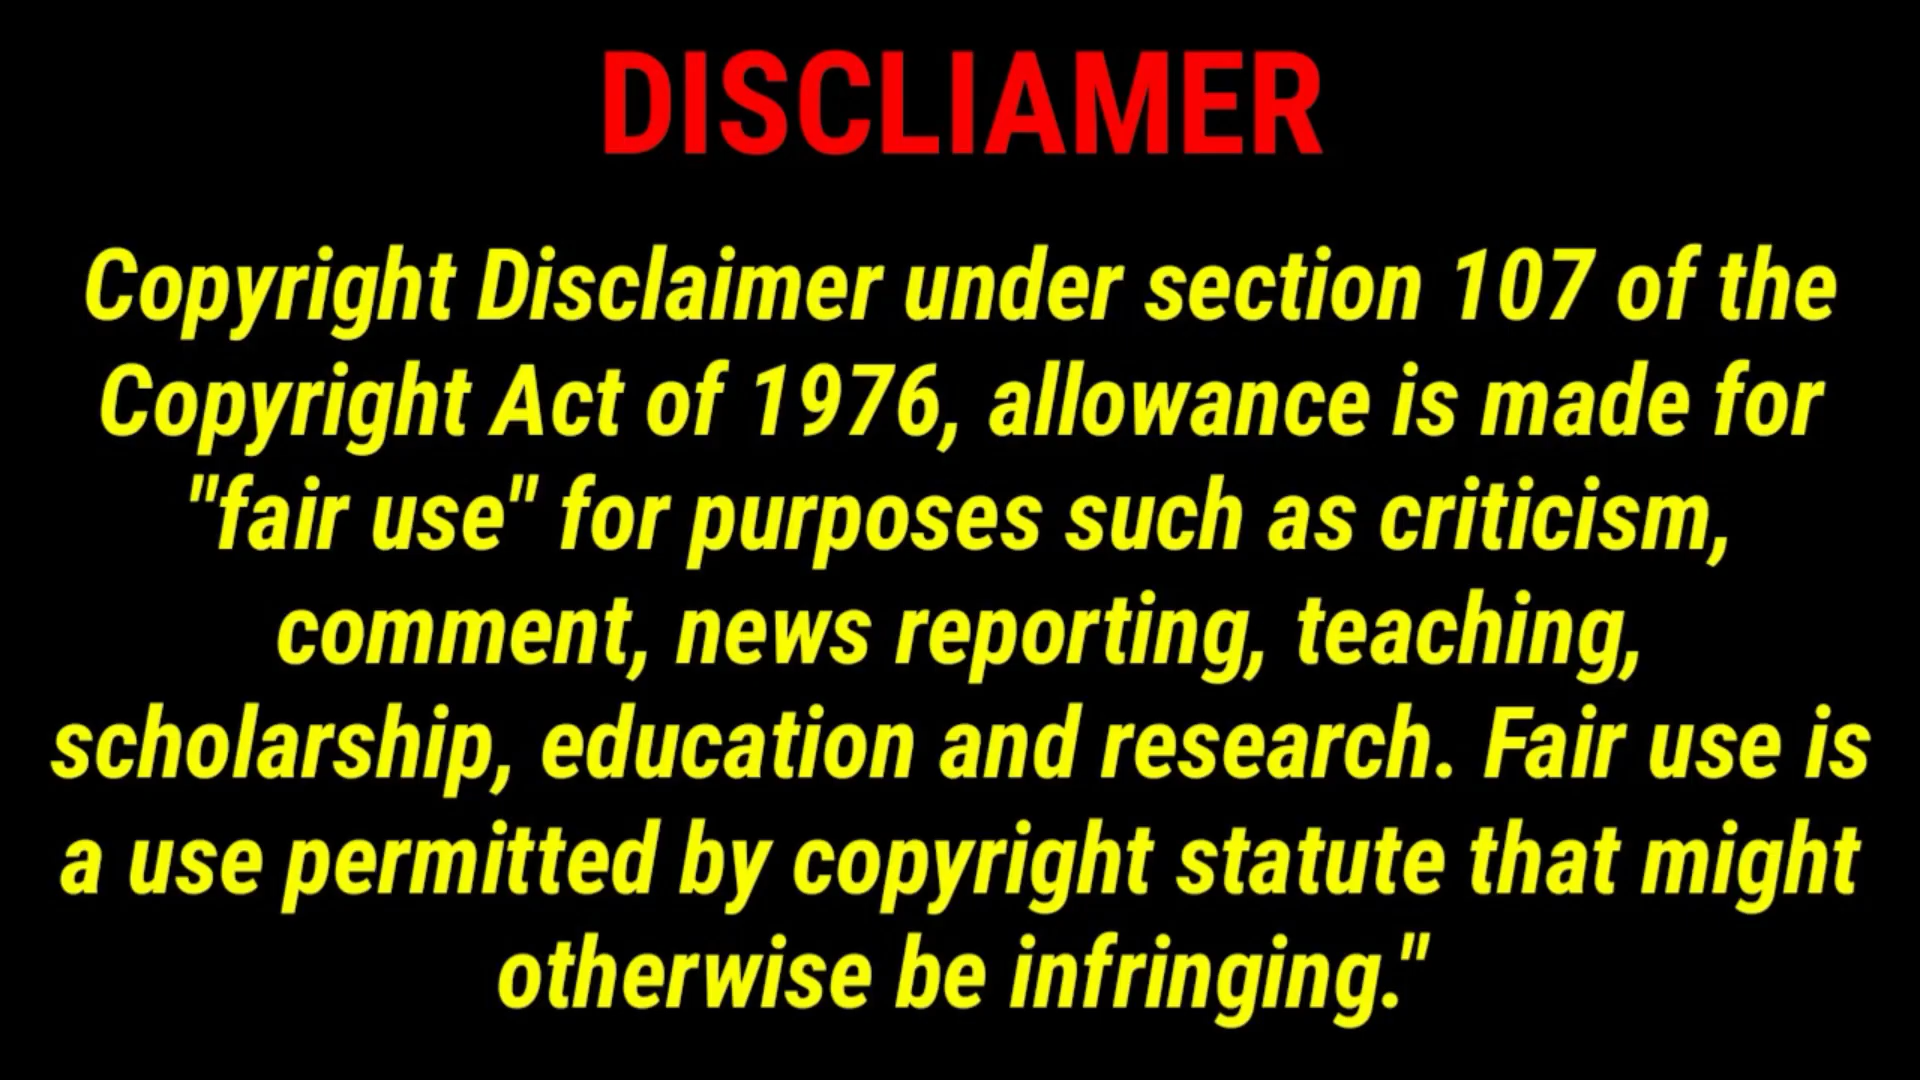 DISCLIAMER
Copyright Disclaimer under section 107 of the
Copyright Act of 1976, allowance is made for
"fair use" for purposes such as criticism,
comment, news reporting, teaching,
scholarship, education and research. Fair use is
a use permitted by copyright statute that might
otherwise be infringing."